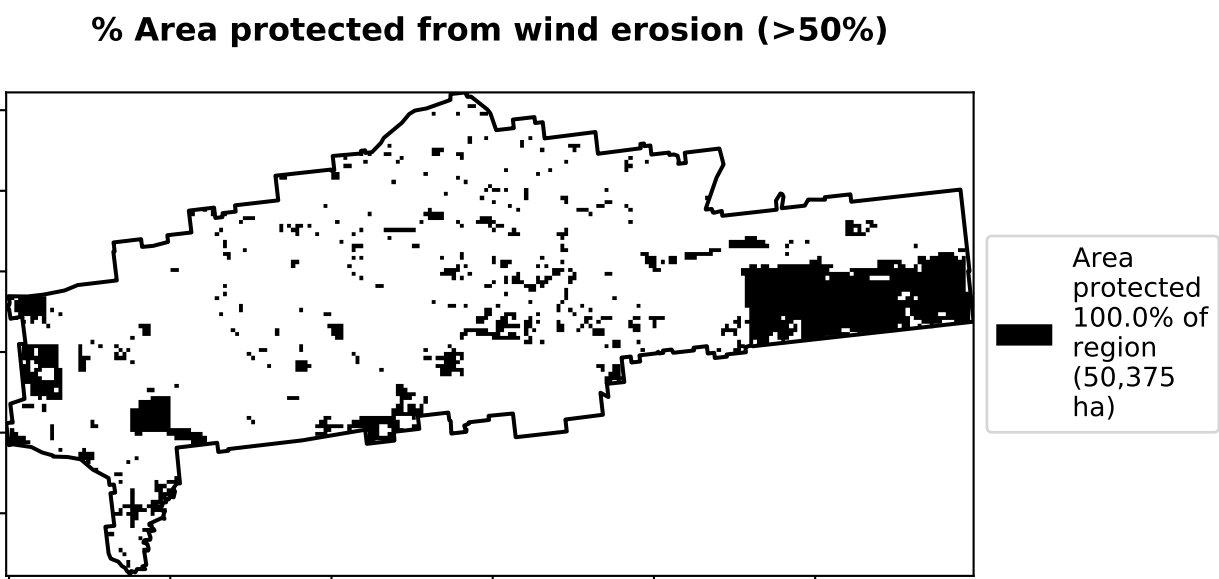 % Area protected from wind erosion (>50%)
Area
protected
100.0% of
region
(50,375
ha)